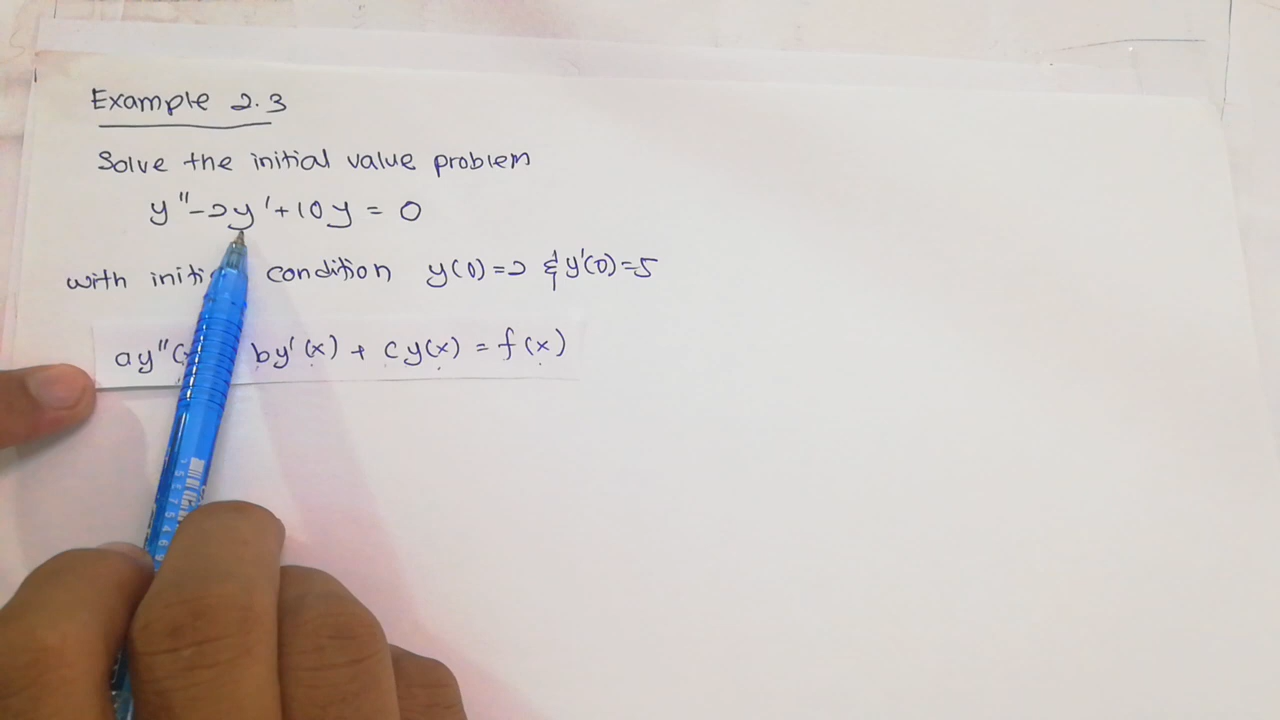 Example 2.3
Solve the initial value problem
y" - 2y' + 10y = 0
with condition y(0) = 2 & y'(0) = 5
ay" by'(x) + cy(x) = f(x)